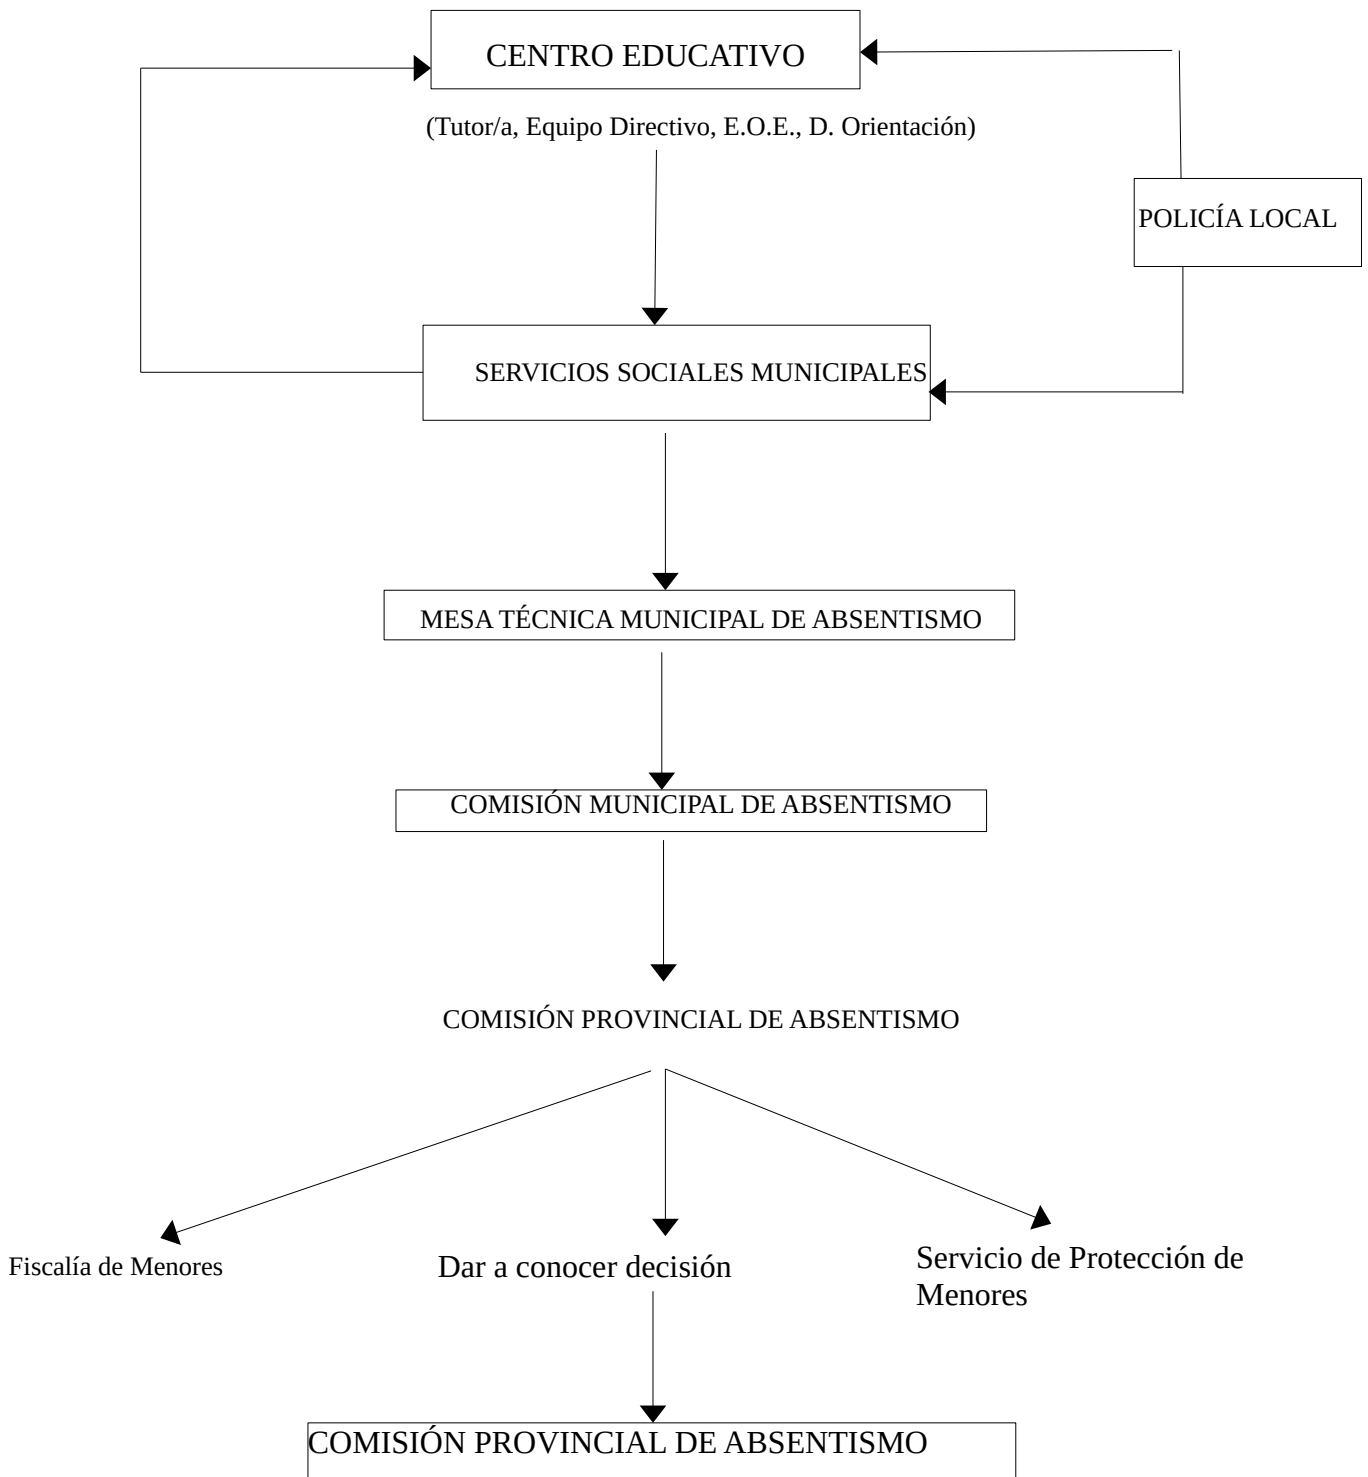 CENTRO EDUCATIVO
(Tutor/a, Equipo Directivo, E.O.E., D. Orientación)
POLICÍA LOCAL
SERVICIOS SOCIALES MUNICIPALES
MESA TÉCNICA MUNICIPAL DE ABSENTISMO
COMISIÓN MUNICIPAL DE ABSENTISMO
COMISIÓN PROVINCIAL DE ABSENTISMO
Fiscalía de Menores
Dar a conocer decisión
Servicio de Protección de
Menores
COMISIÓN PROVINCIAL DE ABSENTISMO